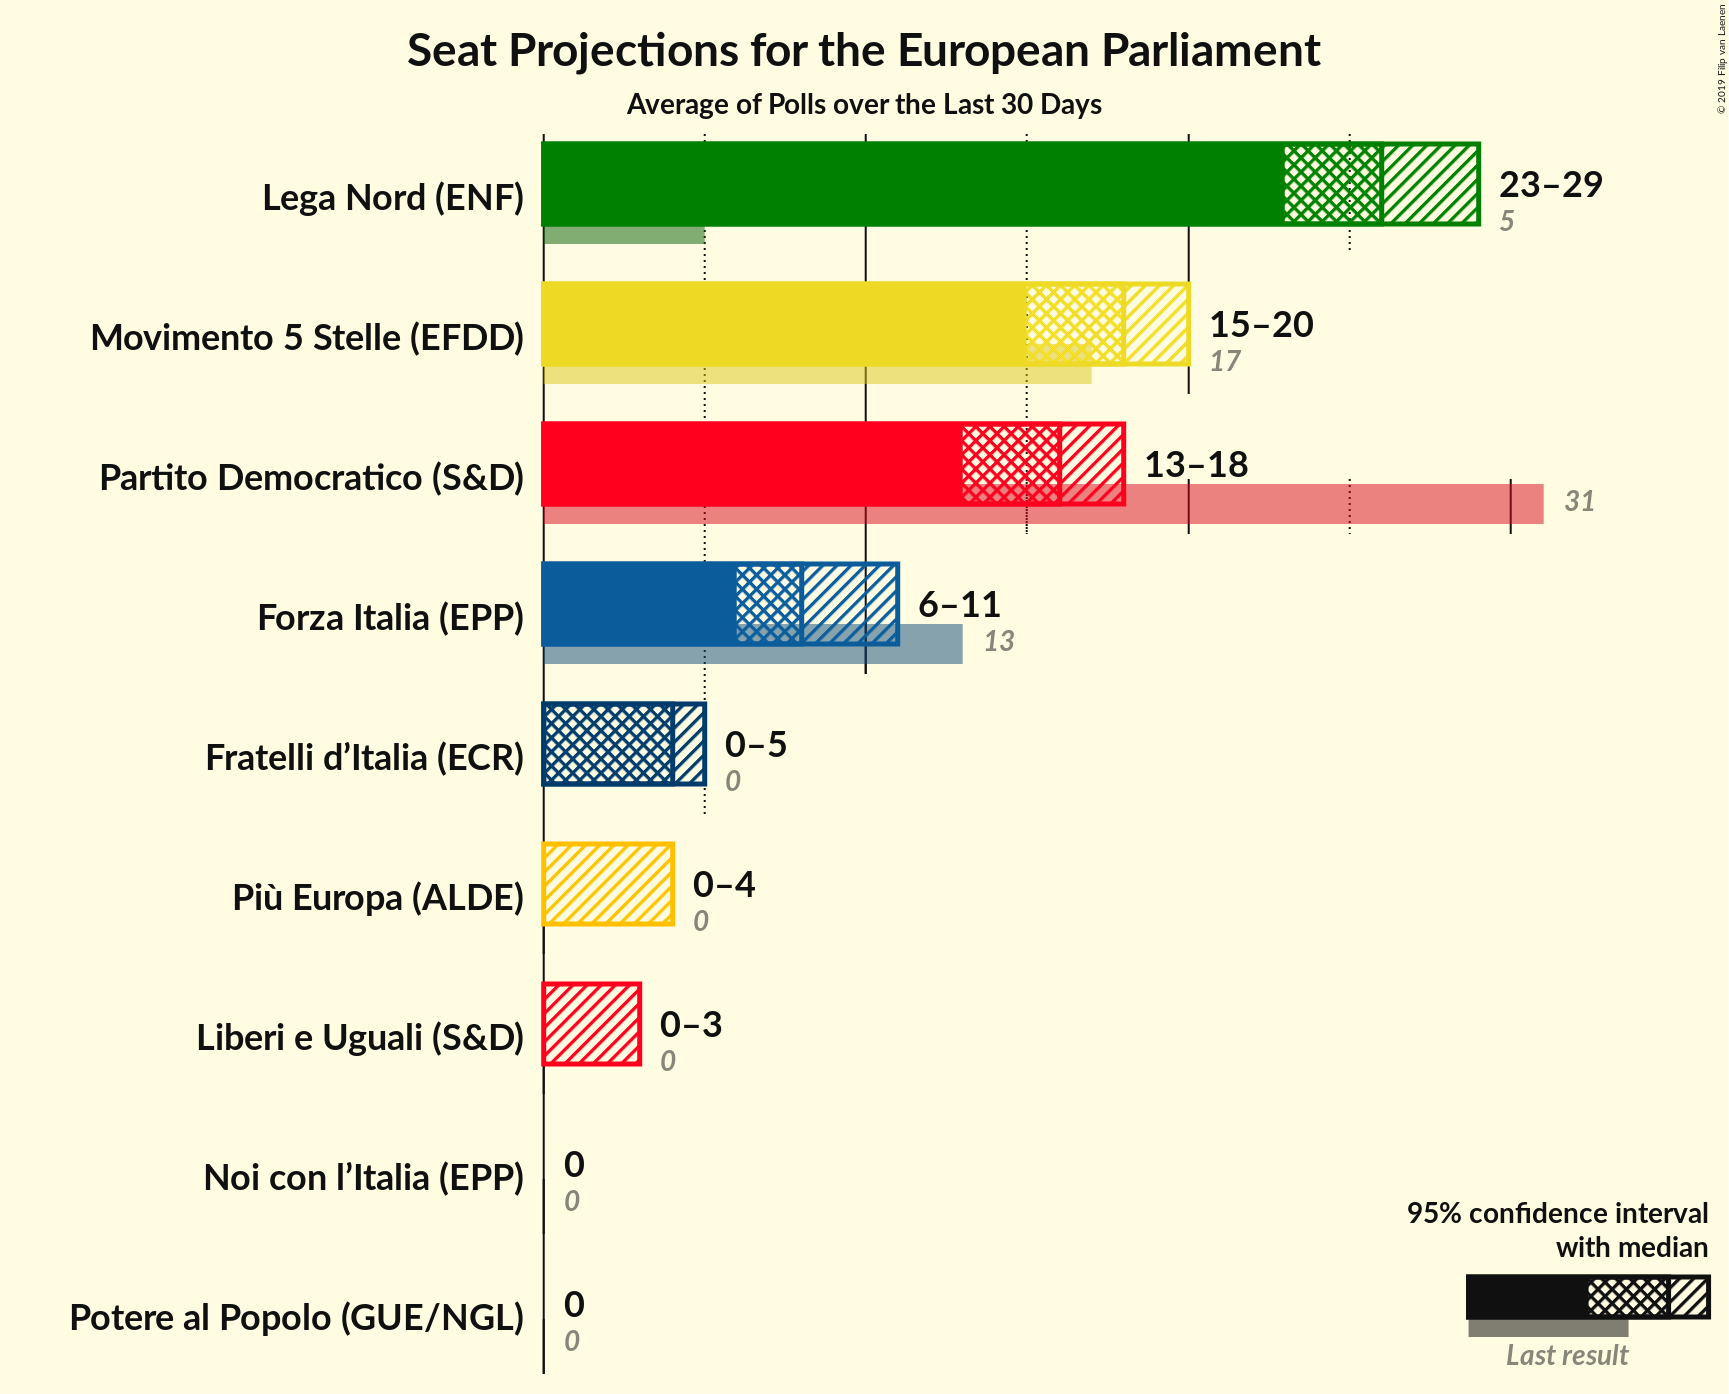 Seat Projections for the European Parliament
Average of Polls over the Last 30 Days
© 2019 Filip van Laenen
Lega Nord (ENF)
23–29
5
Movimento 5 Stelle (EFDD)
15–20
17
Partito Democratico (S&D)
13–18
31
Forza Italia (EPP)
6–11
13
Fratelli d’Italia (ECR)
0–5
0
Più Europa (ALDE)
0–4
0
Liberi e Uguali (S&D)
0–3
0
Noi con l’Italia (EPP)
0
0
Potere al Popolo (GUE/NGL)
0
0
95% confidence interval
with median
Last result